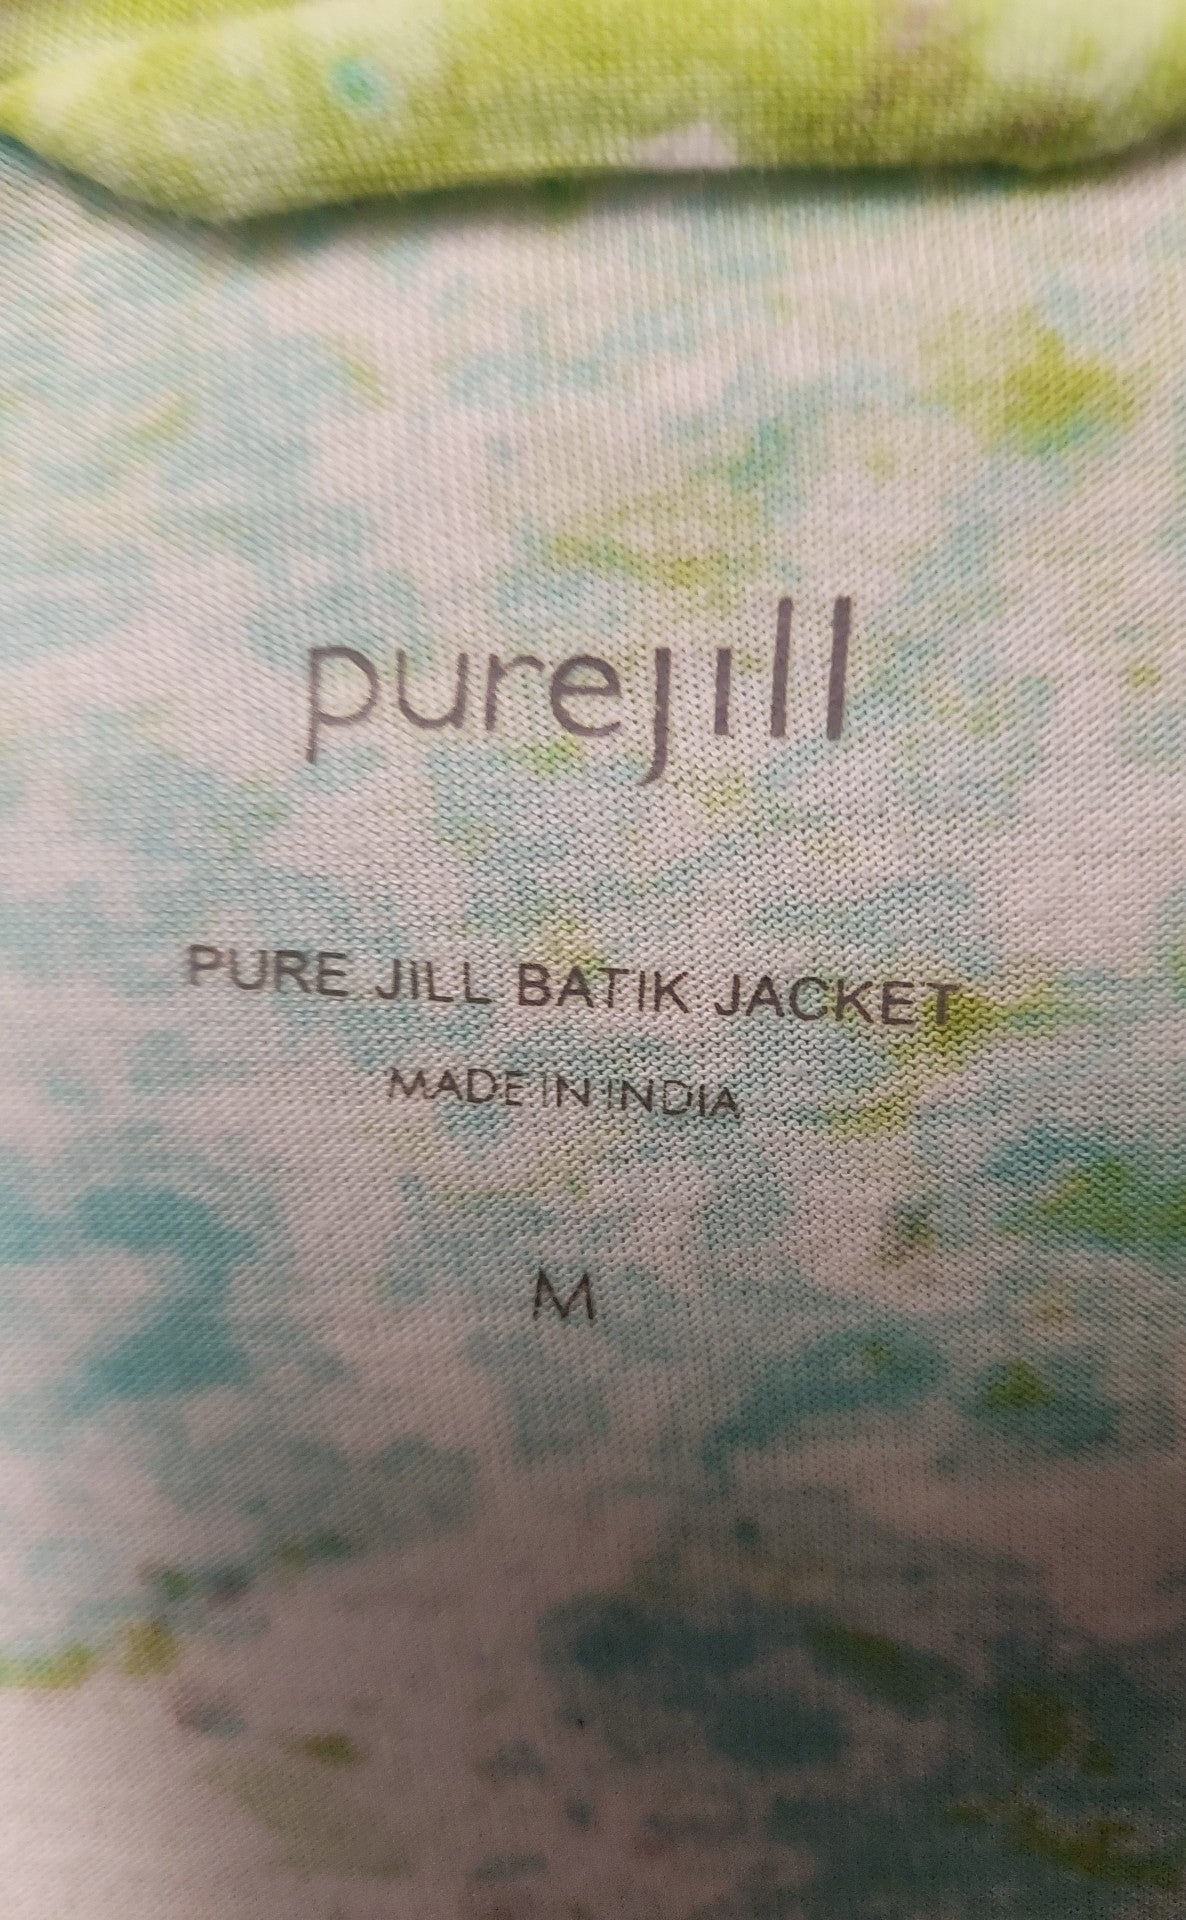 purejill
PURE JILL BATIK JACKET
MADE IN INDIA
M